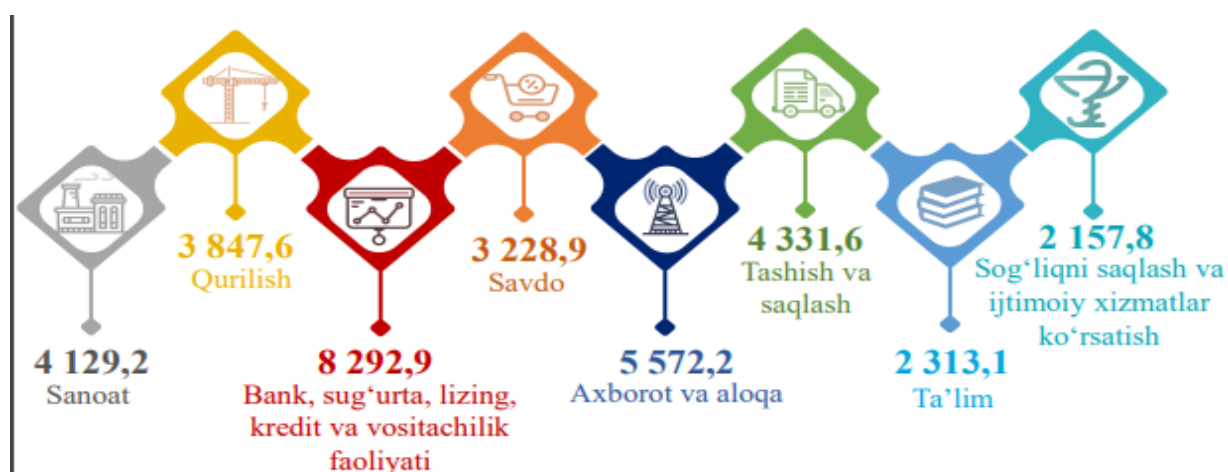 4 129,2
Sanoat
3 847,6
Qurilish
8 292,9
Bank, sug‘urta, lizing,
kredit va vositachilik
faoliyati
3 228,9
Savdo
5 572,2
Axborot va aloqa
4 331,6
Tashish va
saqlash
2 313,1
Ta’lim
2 157,8
Sog‘liqni saqlash va
ijtimoiy xizmatlar
ko‘rsatish